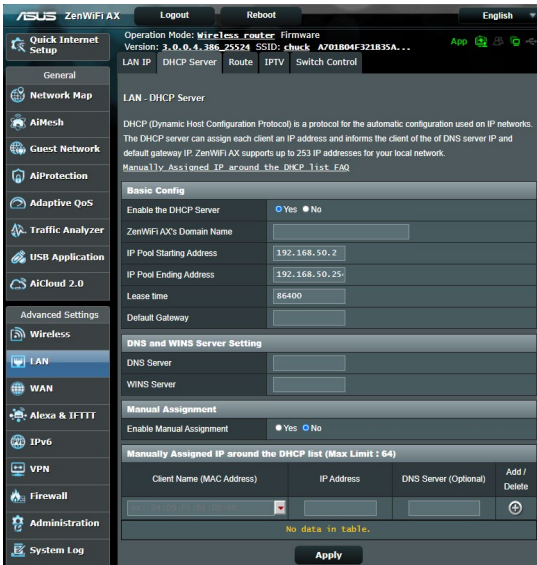 ASUS ZenWiFi AX Logout Reboot English
Quick Internet Setup
Operation Mode: Wireless router Firmware
Version: 3.0.0.4.386_25524 SSID: chuck A701B04F321B35A...
App
LAN IP DHCP Server Route IPTV Switch Control
General
Network Map
AiMesh
Guest Network
AiProtection
Adaptive QoS
Traffic Analyzer
USB Application
AiCloud 2.0
Advanced Settings
Wireless
LAN
WAN
Alexa & IFTTT
IPv6
VPN
Firewall
Administration
System Log
LAN - DHCP Server
DHCP (Dynamic Host Configuration Protocol) is a protocol for the automatic configuration used on IP networks.
The DHCP server can assign each client an IP address and informs the client of the of DNS server IP and
default gateway IP. ZenWiFi AX supports up to 253 IP addresses for your local network.
Manually Assigned IP around the DHCP list FAQ
Basic Config
Enable the DHCP Server Yes No
ZenWiFi AX's Domain Name
IP Pool Starting Address 192.168.50.2
IP Pool Ending Address 192.168.50.25
Lease time 86400
Default Gateway
DNS and WINS Server Setting
DNS Server
WINS Server
Manual Assignment
Enable Manual Assignment Yes No
Manually Assigned IP around the DHCP list (Max Limit : 64)
Client Name (MAC Address) IP Address DNS Server (Optional) Add / Delete
No data in table.
Apply